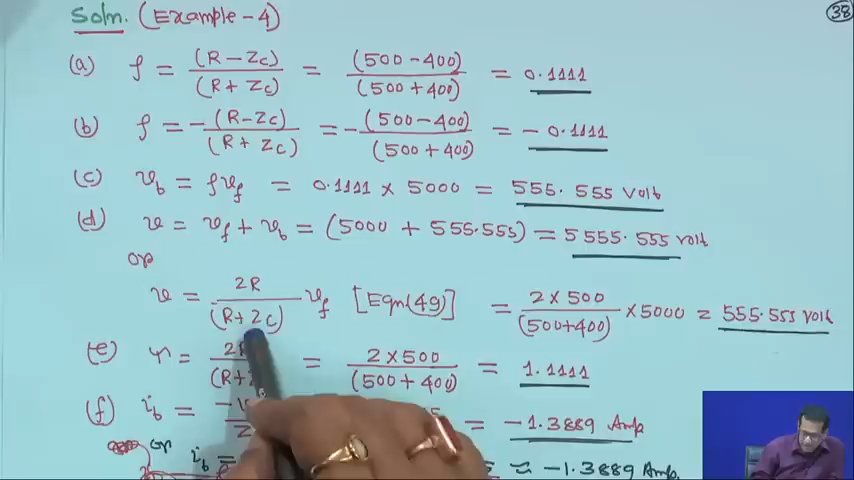 38
Soln. (Example-4)
(a) ρ = (R-Zc)/(R+Zc) = (500-400)/(500+400) = 0.1111
(b) ρ = -(R-Zc)/(R+Zc) = -(500-400)/(500+400) = -0.1111
(c) v_b = ρv_f = 0.1111 × 5000 = 555.555 volt
(d) v = v_f + v_b = (5000 + 555.555) = 5555.555 volt
or
v = 2R/(R+Zc) v_f [Eqn(49)] = 2×500/(500+400) ×5000 = 555.555 volt
(e) = = 2×500/(500+400) = 1.1111
(f) i_b = = -1.3889 Amp
or i_b = ≈ -1.3889 Amp.